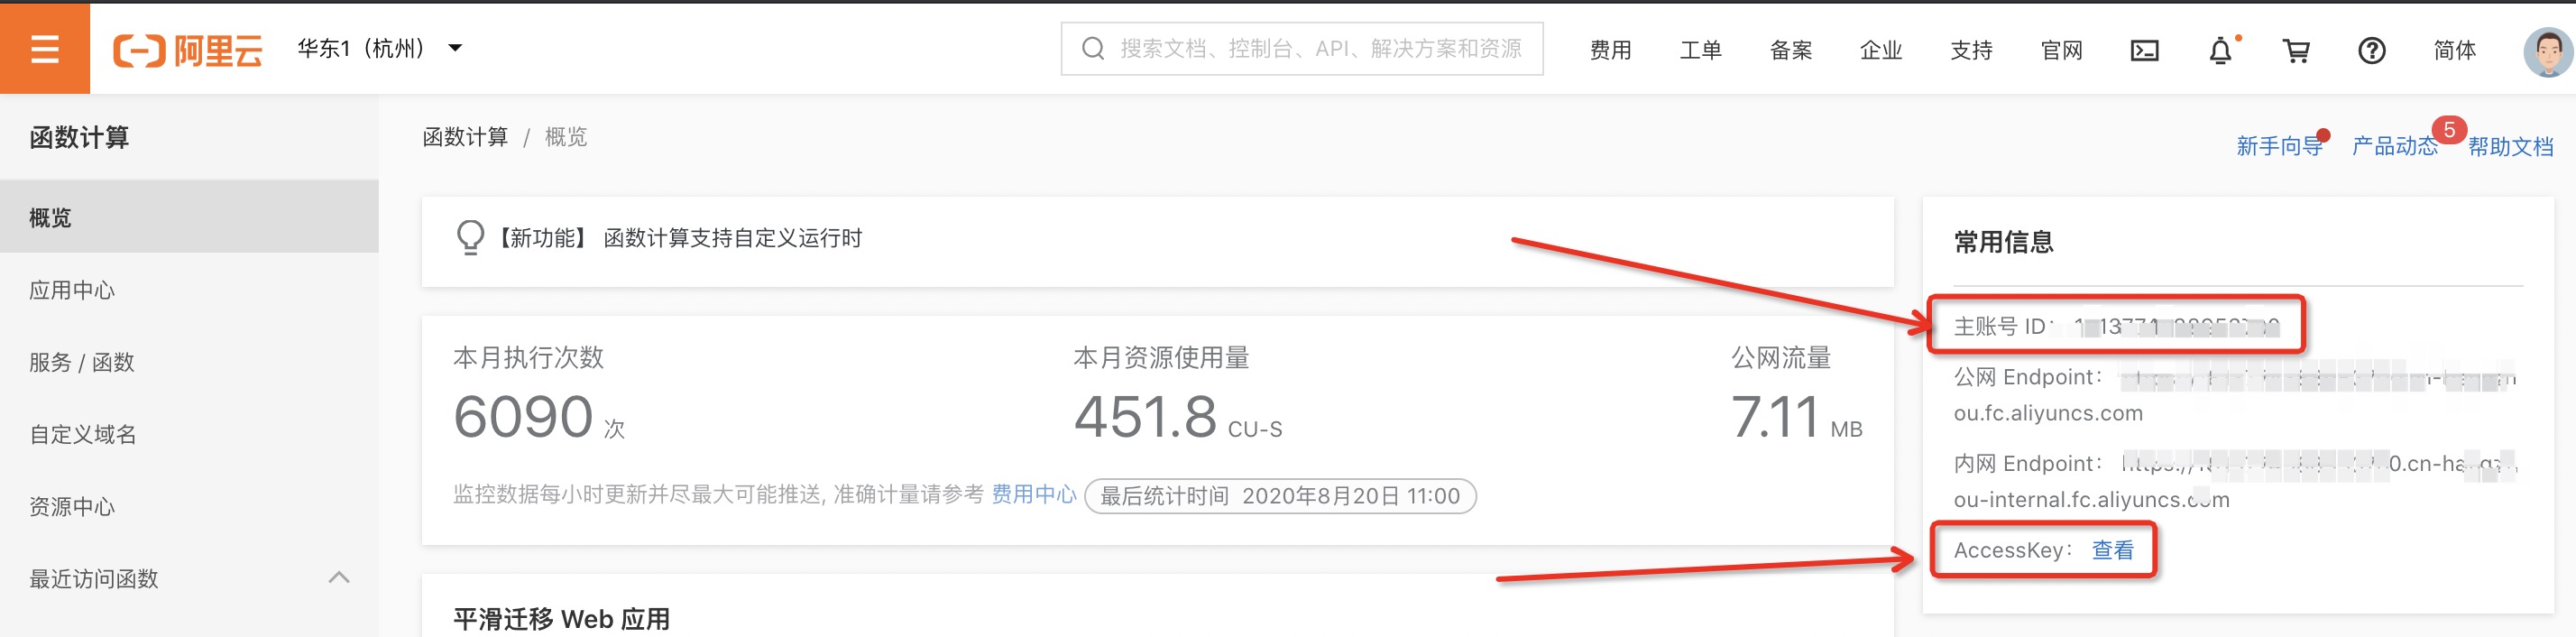 阿里云 华东1（杭州） 搜索文档、控制台、API、解决方案和资源 费用 工单 备案 企业 支持 官网 简体
函数计算
概览
应用中心
服务 / 函数
自定义域名
资源中心
最近访问函数
函数计算 / 概览
新手向导 产品动态 5 帮助文档
【新功能】 函数计算支持自定义运行时
本月执行次数 本月资源使用量 公网流量
6090 次 451.8 CU-S 7.11 MB
监控数据每小时更新并尽最大可能推送, 准确计量请参考 费用中心 最后统计时间 2020年8月20日 11:00
平滑迁移 Web 应用
常用信息
主账号 ID：
公网 Endpoint：
ou.fc.aliyuncs.com
内网 Endpoint：
ou-internal.fc.aliyuncs.com
AccessKey： 查看